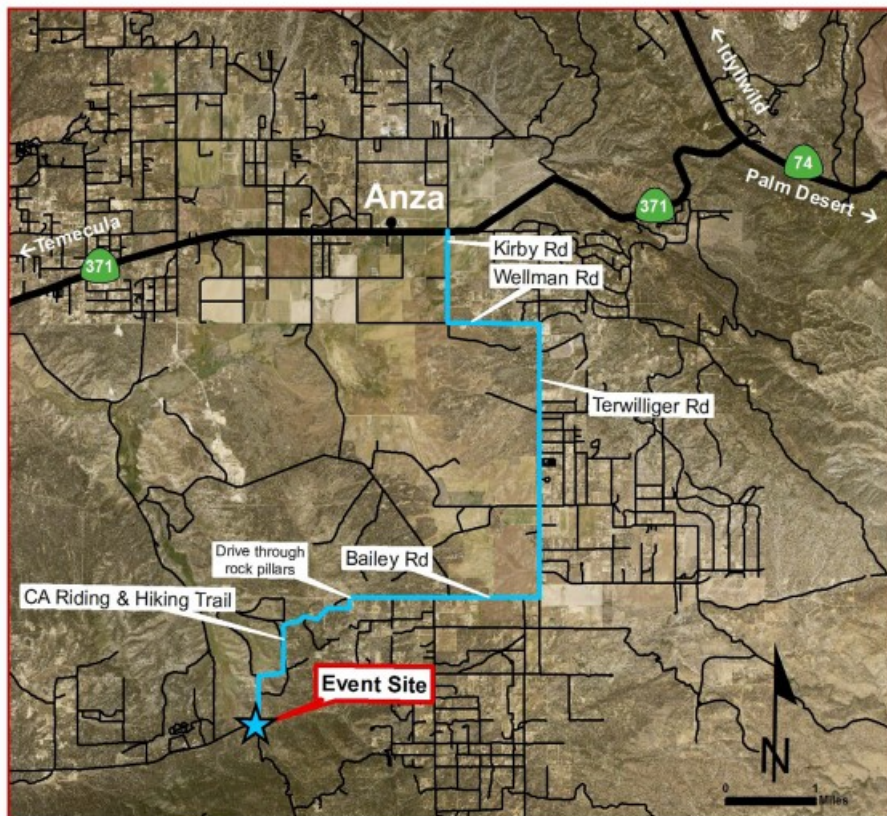 ← Idyllwild
74
Palm Desert →
Anza
371
← Temecula
371
Kirby Rd
Wellman Rd
Terwilliger Rd
Drive through
rock pillars
Bailey Rd
CA Riding & Hiking Trail
Event Site
N
0 1
Miles